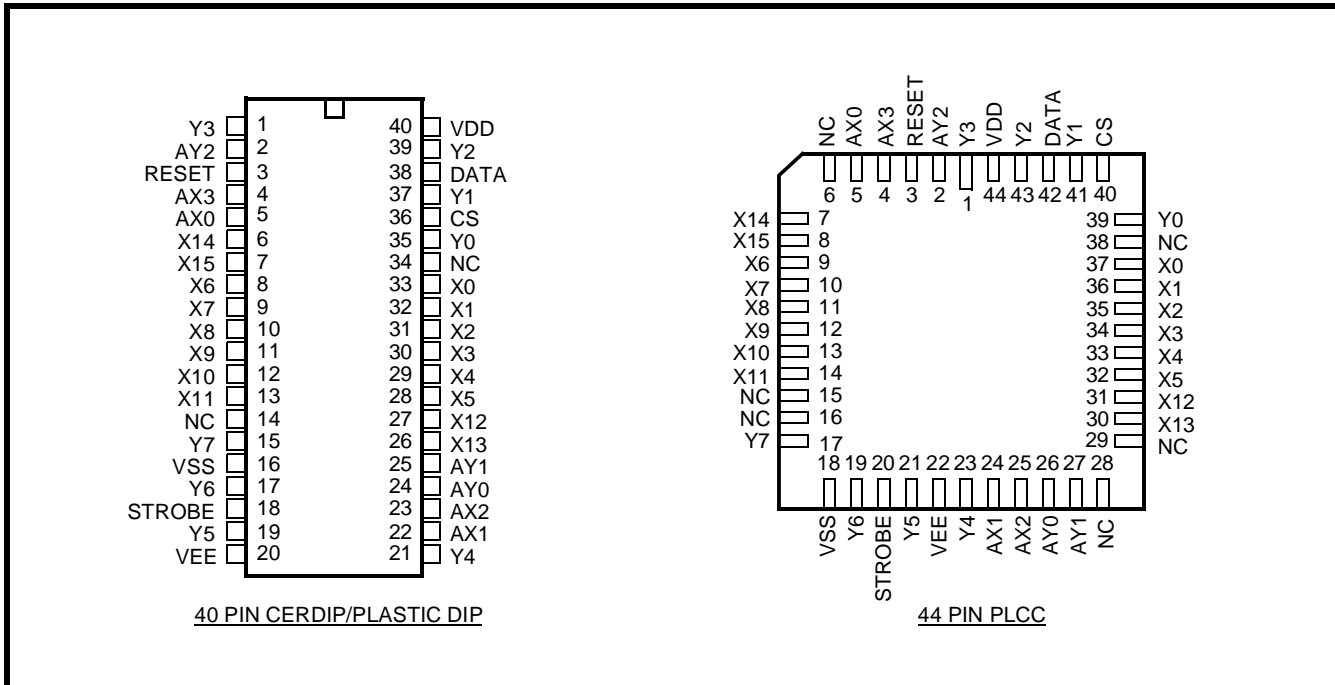 Y3 1 40 VDD
AY2 2 39 Y2
RESET 3 38 DATA
AX3 4 37 Y1
AX0 5 36 CS
X14 6 35 Y0
X15 7 34 NC
X6 8 33 X0
X7 9 32 X1
X8 10 31 X2
X9 11 30 X3
X10 12 29 X4
X11 13 28 X5
NC 14 27 X12
Y7 15 26 X13
VSS 16 25 AY1
Y6 17 24 AY0
STROBE 18 23 AX2
Y5 19 22 AX1
VEE 20 21 Y4
40 PIN CERDIP/PLASTIC DIP
NC AX0 AX3 RESET AY2 Y3 VDD Y2 DATA Y1 CS
6 5 4 3 2 1 44 43 42 41 40
X14 7 39 Y0
X15 8 38 NC
X6 9 37 X0
X7 10 36 X1
X8 11 35 X2
X9 12 34 X3
X10 13 33 X4
X11 14 32 X5
NC 15 31 X12
NC 16 30 X13
Y7 17 29 NC
18 19 20 21 22 23 24 25 26 27 28
VSS Y6 STROBE Y5 VEE Y4 AX1 AX2 AY0 AY1 NC
44 PIN PLCC